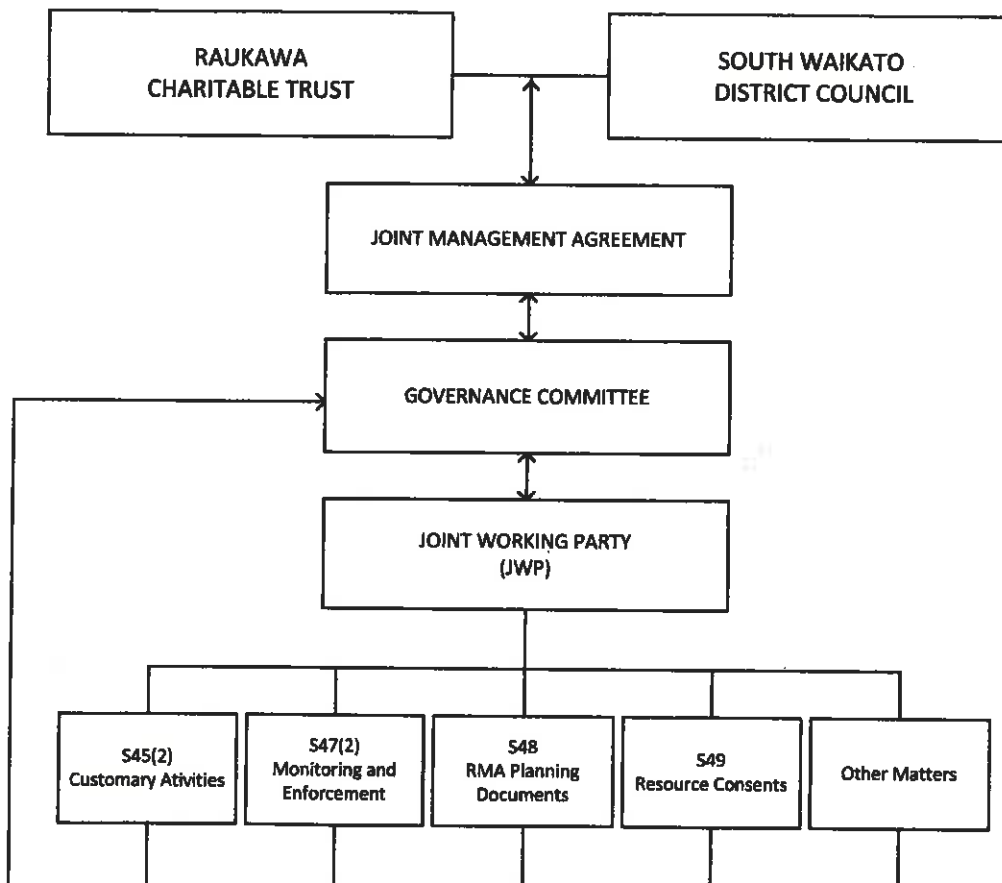 RAUKAWA
CHARITABLE TRUST
SOUTH WAIKATO
DISTRICT COUNCIL
JOINT MANAGEMENT AGREEMENT
GOVERNANCE COMMITTEE
JOINT WORKING PARTY
(JWP)
S45(2)
Customary Ativities
S47(2)
Monitoring and
Enforcement
S48
RMA Planning
Documents
S49
Resource Consents
Other Matters